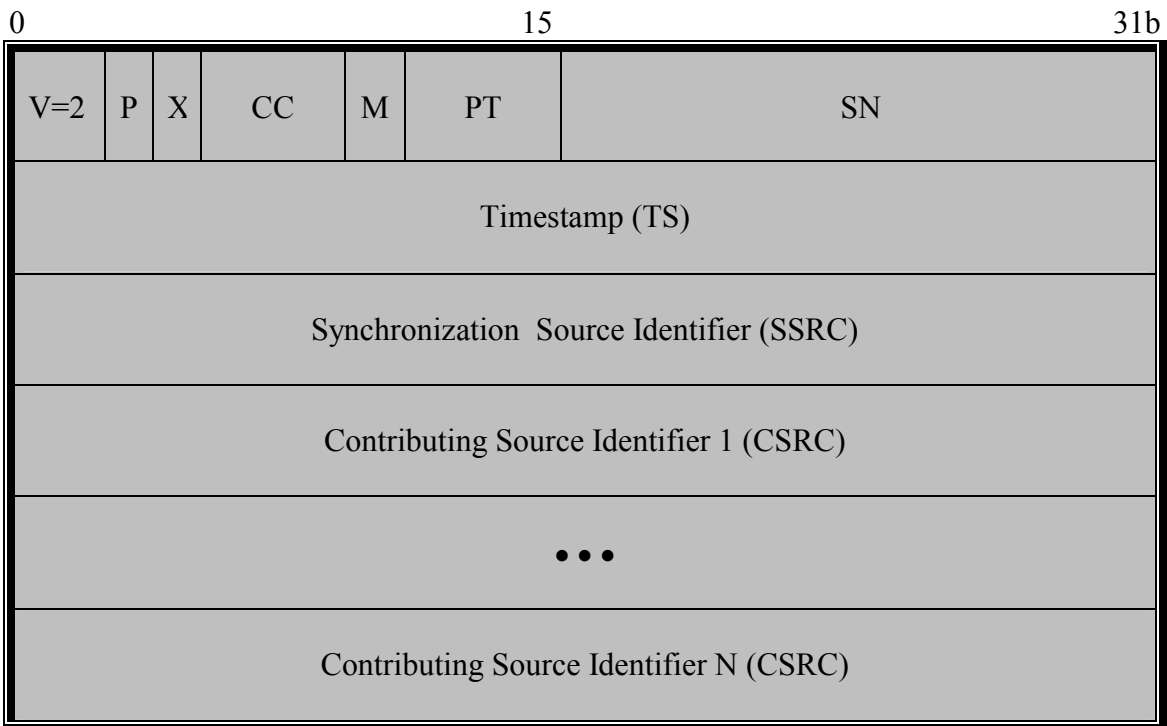 0 15 31b
V=2 P X CC M PT SN
Timestamp (TS)
Synchronization Source Identifier (SSRC)
Contributing Source Identifier 1 (CSRC)
•••
Contributing Source Identifier N (CSRC)